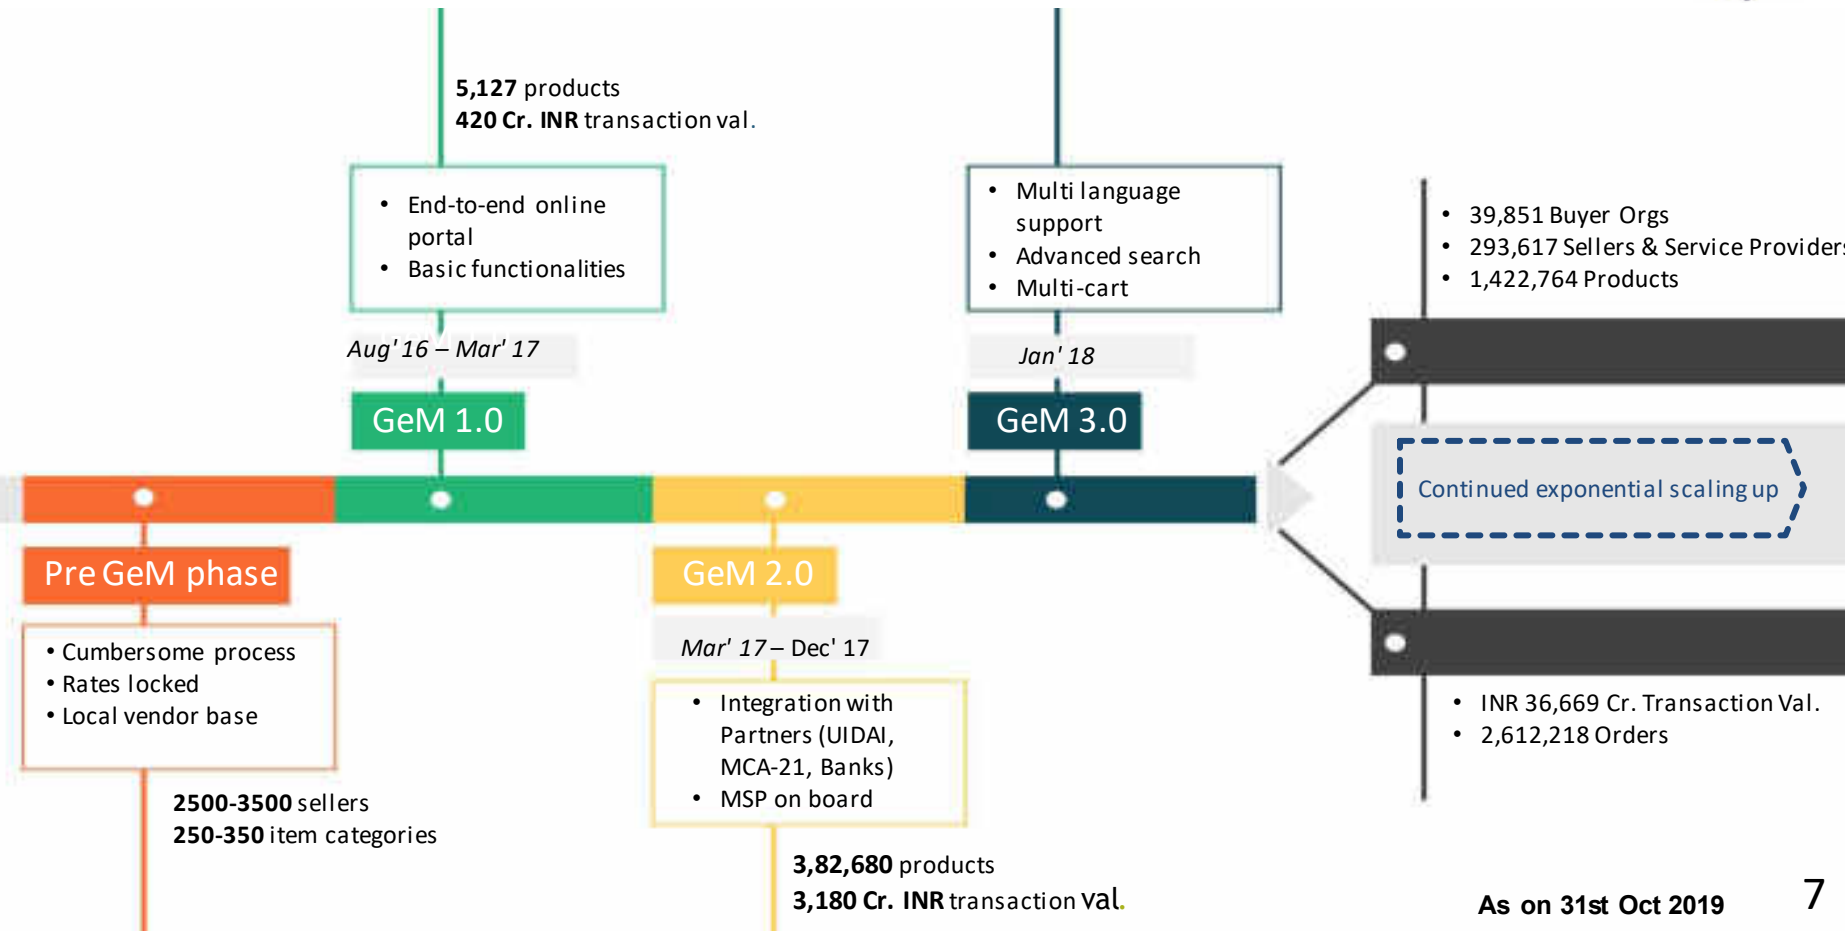 5,127 products
420 Cr. INR transaction val.
• End-to-end online
portal
• Basic functionalities
Aug' 16 – Mar' 17
GeM 1.0
• Multi language
support
• Advanced search
• Multi-cart
Jan' 18
GeM 3.0
• 39,851 Buyer Orgs
• 293,617 Sellers & Service Providers
• 1,422,764 Products
Continued exponential scaling up
Pre GeM phase
• Cumbersome process
• Rates locked
• Local vendor base
2500-3500 sellers
250-350 item categories
GeM 2.0
Mar' 17 – Dec' 17
• Integration with
Partners (UIDAI,
MCA-21, Banks)
• MSP on board
3,82,680 products
3,180 Cr. INR transaction val.
• INR 36,669 Cr. Transaction Val.
• 2,612,218 Orders
As on 31st Oct 2019
7